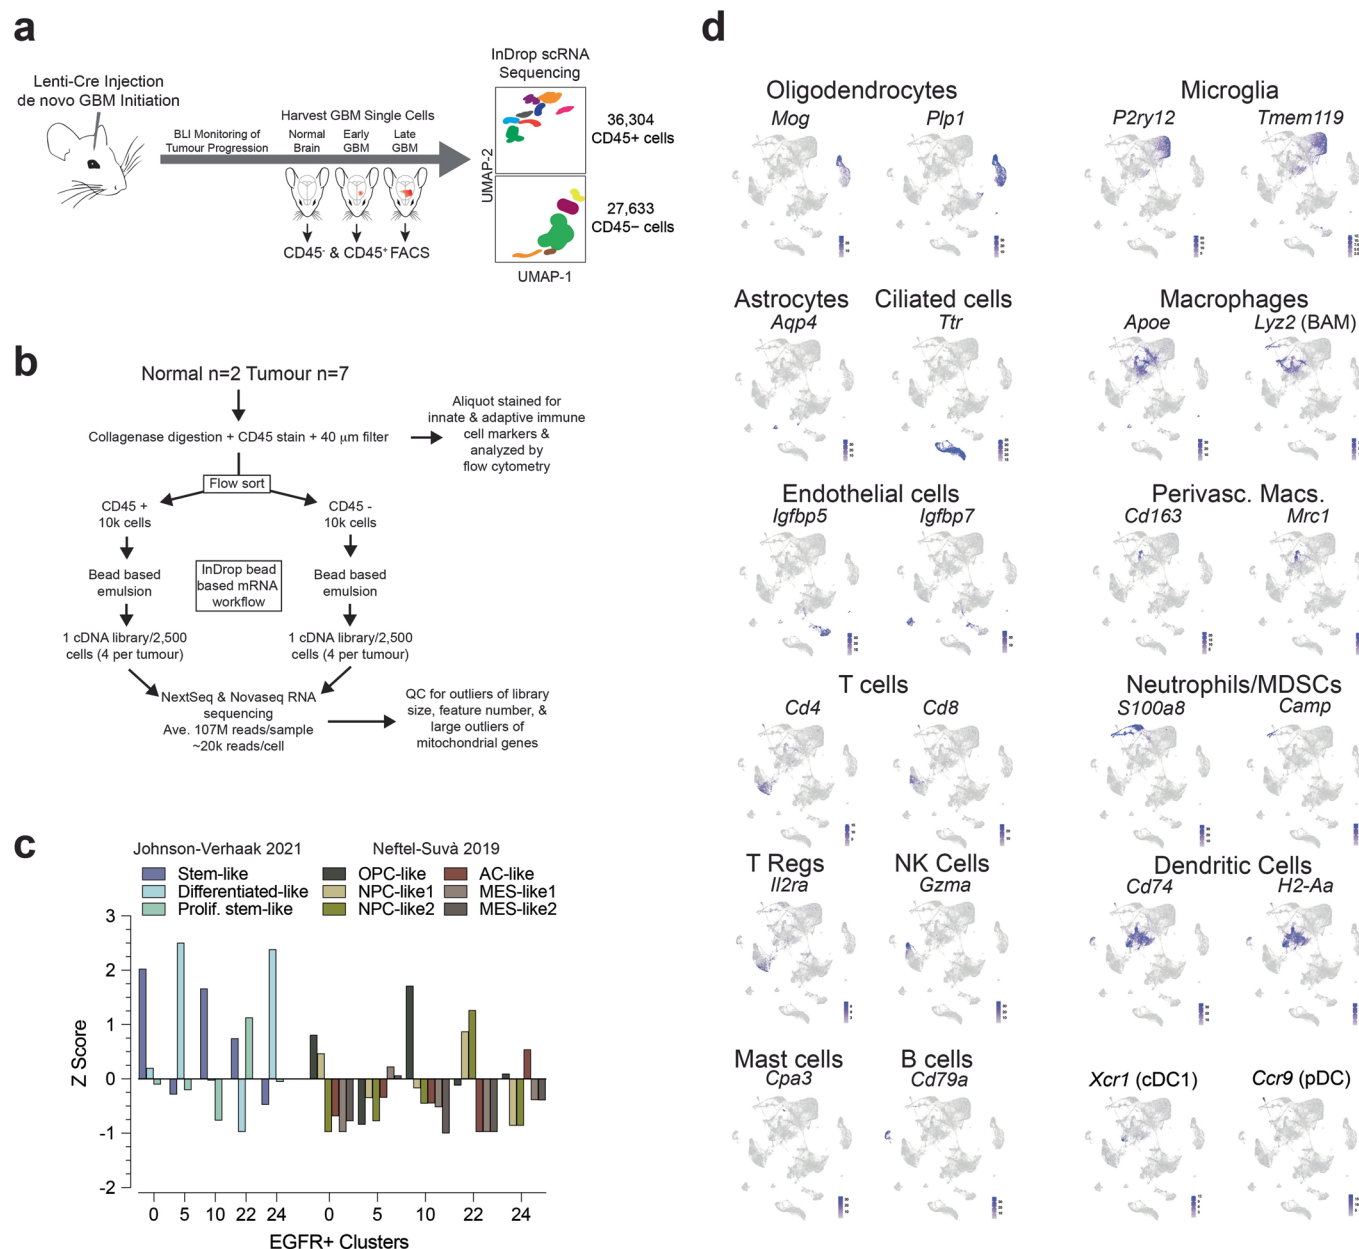 a
Lenti-Cre Injection
de novo GBM Initiation
BLI Monitoring of
Tumour Progression
Harvest GBM Single Cells
Normal
Brain
Early
GBM
Late
GBM
CD45- & CD45+ FACS
InDrop scRNA
Sequencing
UMAP-2
UMAP-1
36,304
CD45+ cells
27,633
CD45− cells
b
Normal n=2 Tumour n=7
Collagenase digestion + CD45 stain + 40 µm filter
Aliquot stained for
innate & adaptive immune
cell markers &
analyzed by
flow cytometry
Flow sort
CD45 +
10k cells
CD45 -
10k cells
Bead based
emulsion
InDrop bead
based mRNA
workflow
Bead based
emulsion
1 cDNA library/2,500
cells (4 per tumour)
1 cDNA library/2,500
cells (4 per tumour)
NextSeq & Novaseq RNA
sequencing
Ave. 107M reads/sample
~20k reads/cell
QC for outliers of library
size, feature number, &
large outliers of
mitochondrial genes
c
Johnson-Verhaak 2021
Stem-like
Differentiated-like
Prolif. stem-like
Neftel-Suvà 2019
OPC-like
NPC-like1
NPC-like2
AC-like
MES-like1
MES-like2
Z Score
3
2
1
0
-1
-2
0 5 10 22 24 0 5 10 22 24
EGFR+ Clusters
d
Oligodendrocytes
Mog Plp1
Microglia
P2ry12 Tmem119
Astrocytes
Aqp4
Ciliated cells
Ttr
Macrophages
Apoe Lyz2 (BAM)
Endothelial cells
Igfbp5 Igfbp7
Perivasc. Macs.
Cd163 Mrc1
T cells
Cd4 Cd8
Neutrophils/MDSCs
S100a8 Camp
T Regs
Il2ra
NK Cells
Gzma
Dendritic Cells
Cd74 H2-Aa
Mast cells
Cpa3
B cells
Cd79a
Xcr1 (cDC1) Ccr9 (pDC)